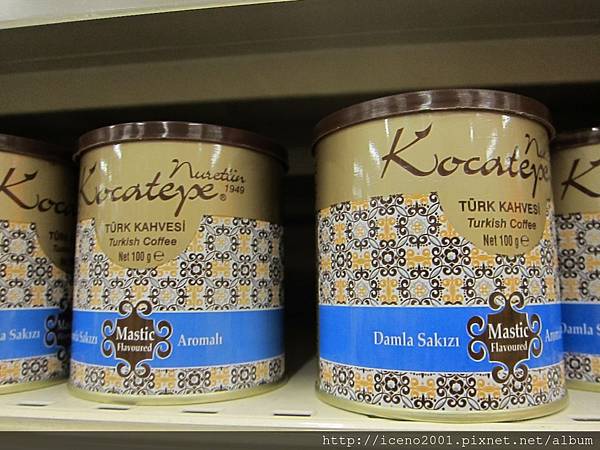 Kocatepe
Nurettin
1949
TÜRK KAHVESİ
Turkish Coffee
Net 100 g e
Sakızı
Mastic
Flavoured
Aromalı
Kocatepe
TÜRK KAHVESİ
Turkish Coffee
Net 100 g e
Damla Sakızı
Mastic
Flavoured
Sakızı
Damla Sakızı
http://iceno2001.pixnet.net/album